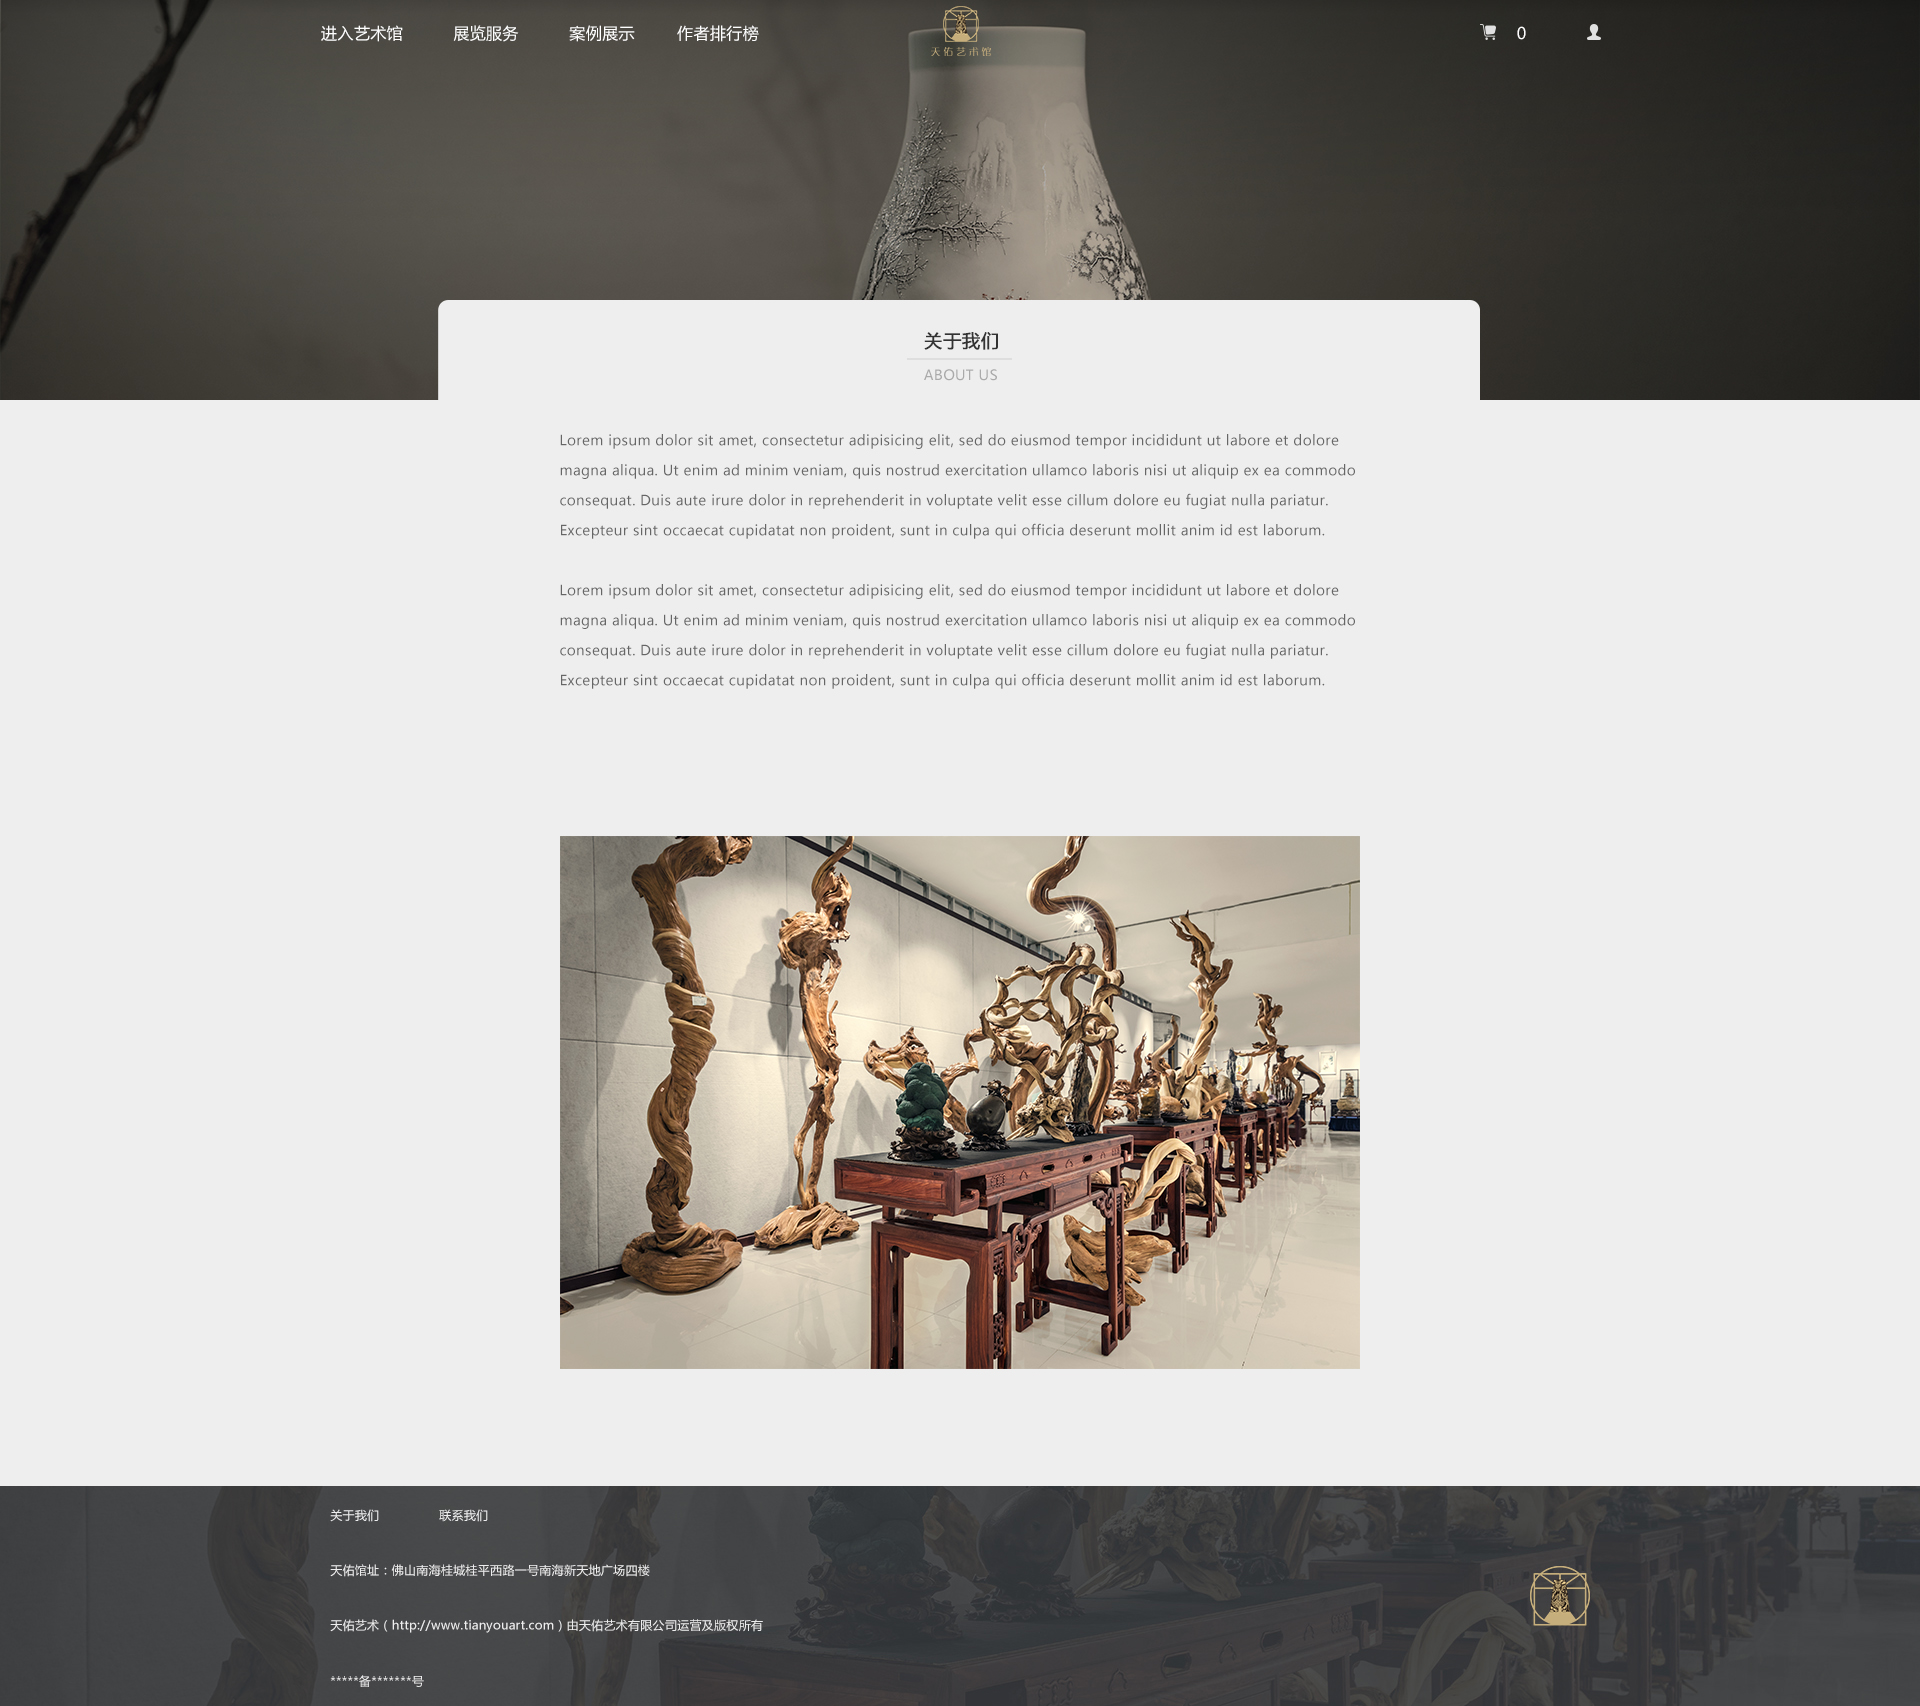 进入艺术馆 展览服务 案例展示 作者排行榜
天佑艺术馆
0
关于我们
ABOUT US
Lorem ipsum dolor sit amet, consectetur adipisicing elit, sed do eiusmod tempor incididunt ut labore et dolore
magna aliqua. Ut enim ad minim veniam, quis nostrud exercitation ullamco laboris nisi ut aliquip ex ea commodo
consequat. Duis aute irure dolor in reprehenderit in voluptate velit esse cillum dolore eu fugiat nulla pariatur.
Excepteur sint occaecat cupidatat non proident, sunt in culpa qui officia deserunt mollit anim id est laborum.
Lorem ipsum dolor sit amet, consectetur adipisicing elit, sed do eiusmod tempor incididunt ut labore et dolore
magna aliqua. Ut enim ad minim veniam, quis nostrud exercitation ullamco laboris nisi ut aliquip ex ea commodo
consequat. Duis aute irure dolor in reprehenderit in voluptate velit esse cillum dolore eu fugiat nulla pariatur.
Excepteur sint occaecat cupidatat non proident, sunt in culpa qui officia deserunt mollit anim id est laborum.
关于我们 联系我们
天佑馆址：佛山南海桂城桂平西路一号南海新天地广场四楼
天佑艺术（http://www.tianyouart.com）由天佑艺术有限公司运营及版权所有
*****备*******号